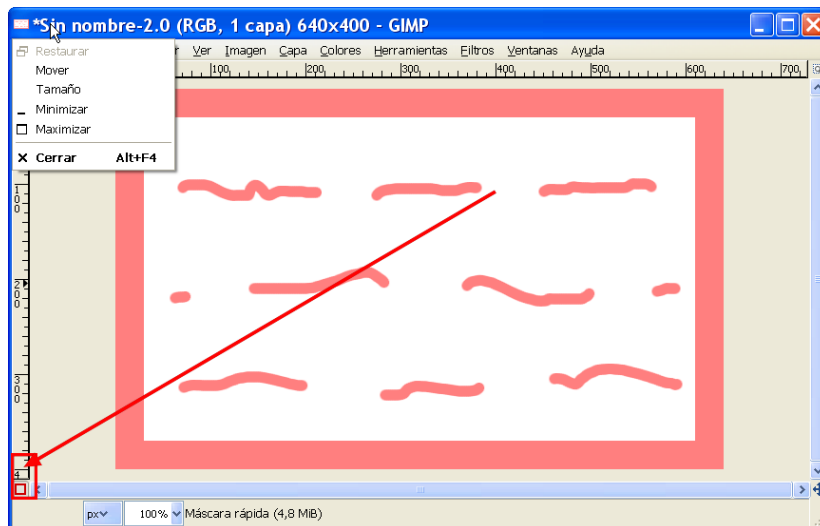 *Sin nombre-2.0 (RGB, 1 capa) 640x400 - GIMP
Restaurar
r Ver Imagen Capa Colores Herramientas Filtros Ventanas Ayuda
Mover
100 200 300 400 500 600 700
Tamaño
Minimizar
Maximizar
Cerrar Alt+F4
100
200
300
4
px 100% Máscara rápida (4,8 MiB)